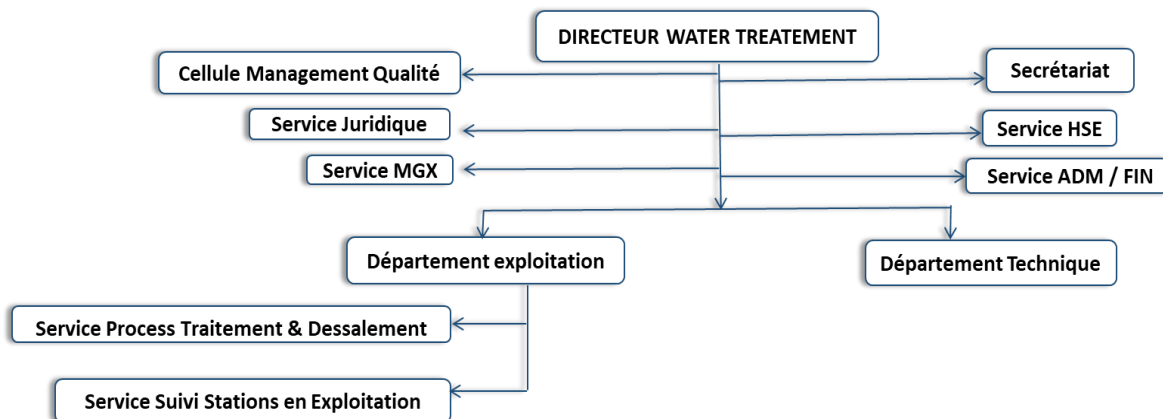 DIRECTEUR WATER TREATEMENT
Cellule Management Qualité
Secrétariat
Service Juridique
Service HSE
Service MGX
Service ADM / FIN
Département exploitation
Département Technique
Service Process Traitement & Dessalement
Service Suivi Stations en Exploitation